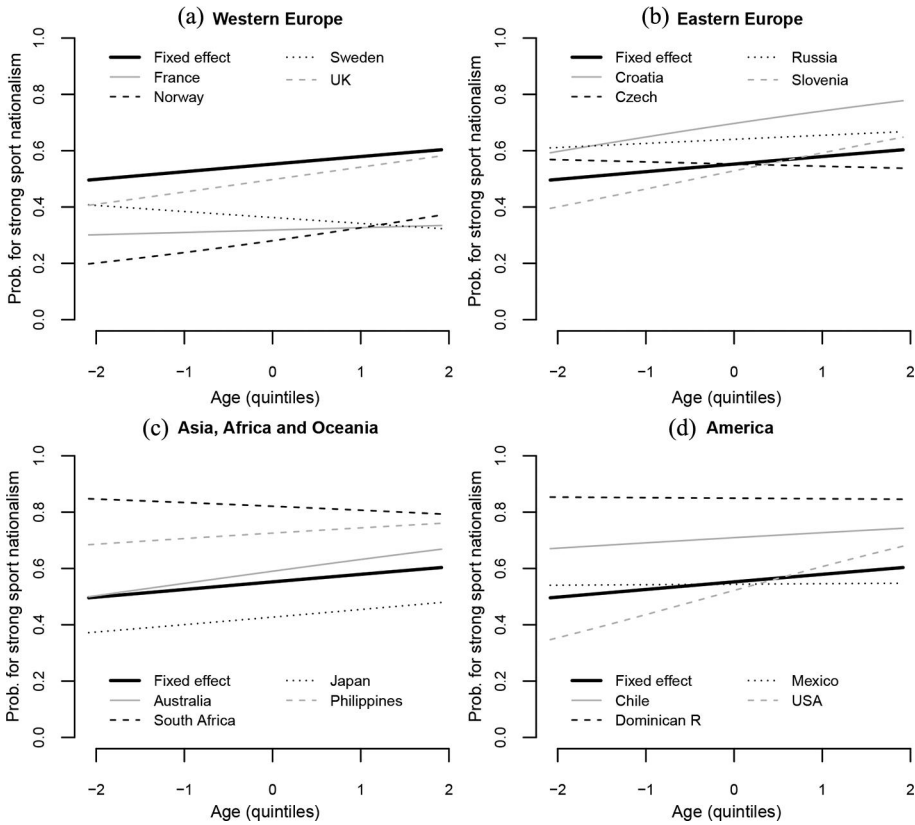 (a) Western Europe
Prob. for strong sport nationalism
1.0
0.8
0.6
0.4
0.2
0.0
Fixed effect
France
Norway
Sweden
UK
−2 −1 0 1 2
Age (quintiles)
(b) Eastern Europe
Prob. for strong sport nationalism
1.0
0.8
0.6
0.4
0.2
0.0
Fixed effect
Croatia
Czech
Russia
Slovenia
−2 −1 0 1 2
Age (quintiles)
(c) Asia, Africa and Oceania
Prob. for strong sport nationalism
1.0
0.8
0.6
0.4
0.2
0.0
Fixed effect
Australia
South Africa
Japan
Philippines
−2 −1 0 1 2
Age (quintiles)
(d) America
Prob. for strong sport nationalism
1.0
0.8
0.6
0.4
0.2
0.0
Fixed effect
Chile
Dominican R
Mexico
USA
−2 −1 0 1 2
Age (quintiles)